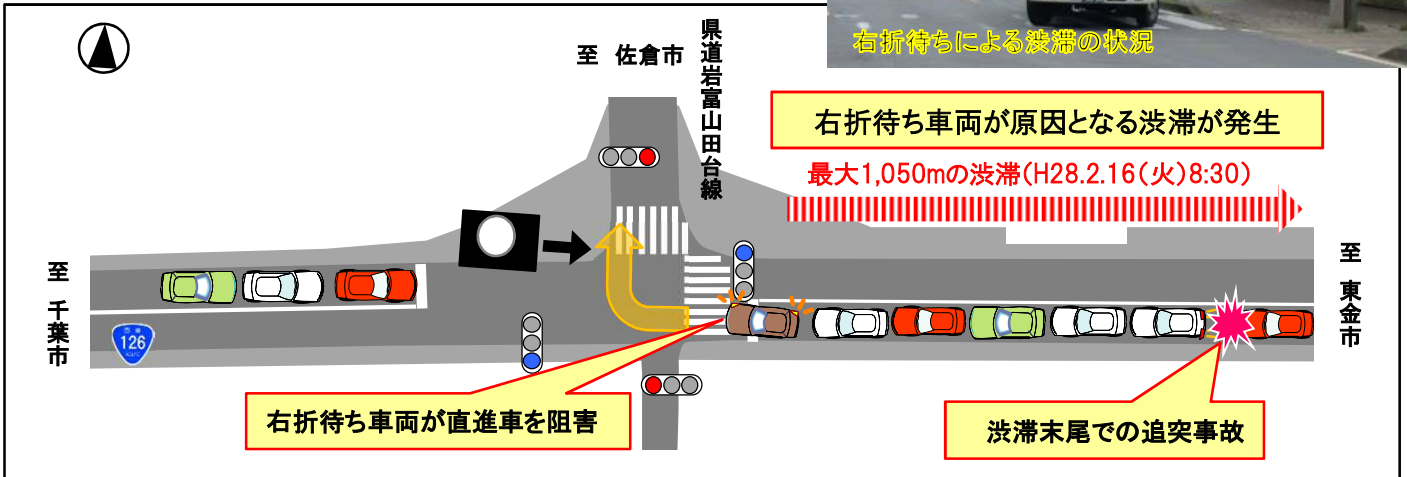 右折待ちによる渋滞の状況
至 佐倉市
県道岩富山田台線
右折待ち車両が原因となる渋滞が発生
最大1,050mの渋滞(H28.2.16(火)8:30)
至 千葉市
126
至 東金市
右折待ち車両が直進車を阻害
渋滞末尾での追突事故